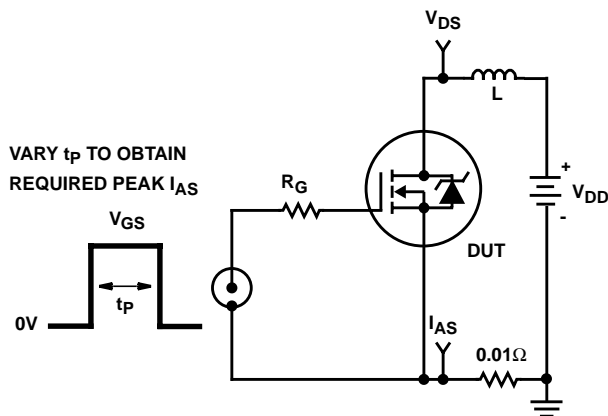 V_DS
L
VARY t_P TO OBTAIN
REQUIRED PEAK I_AS
R_G
+
V_DD
-
V_GS
DUT
t_P
0V
I_AS
0.01Ω